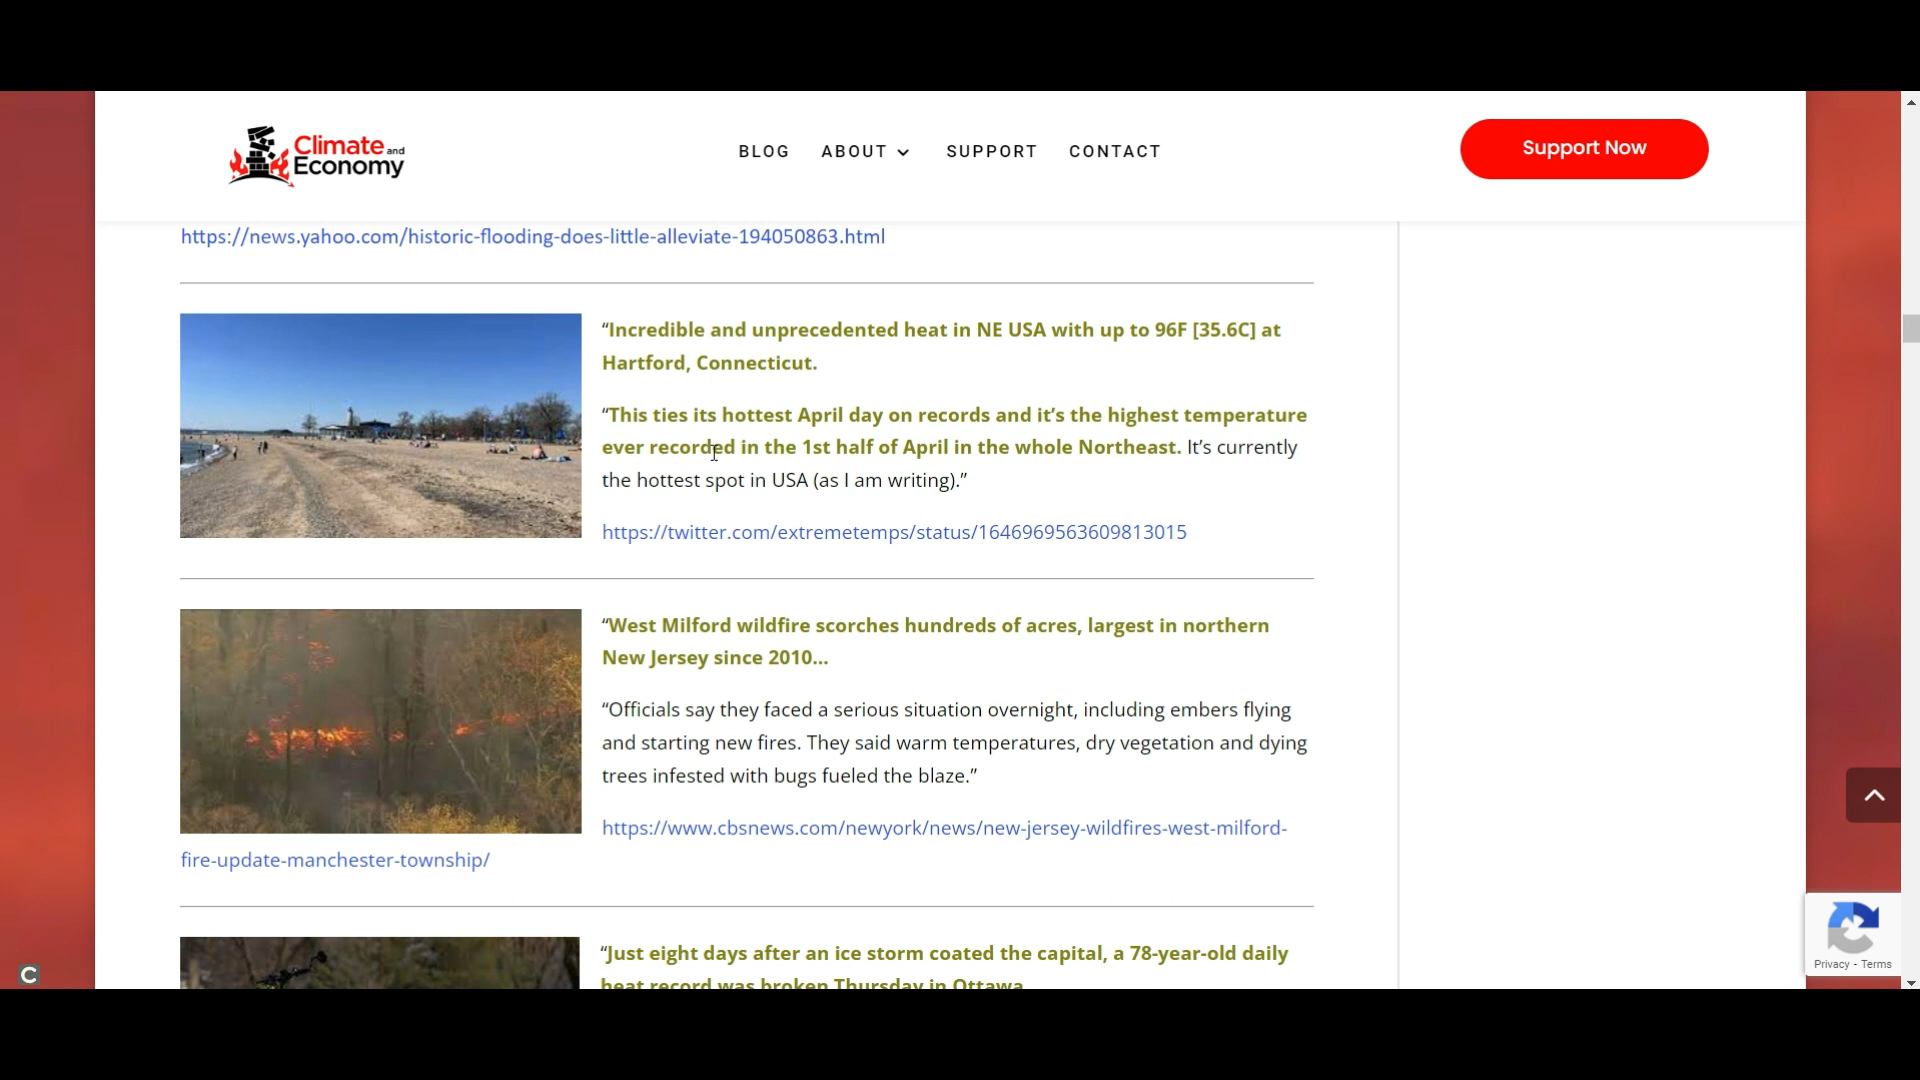 Climate and
Economy
BLOG
ABOUT
SUPPORT
CONTACT
Support Now
https://news.yahoo.com/historic-flooding-does-little-alleviate-194050863.html
“Incredible and unprecedented heat in NE USA with up to 96F [35.6C] at
Hartford, Connecticut.
“This ties its hottest April day on records and it’s the highest temperature
ever recorded in the 1st half of April in the whole Northeast. It’s currently
the hottest spot in USA (as I am writing).”
https://twitter.com/extremetemps/status/1646969563609813015
“West Milford wildfire scorches hundreds of acres, largest in northern
New Jersey since 2010...
“Officials say they faced a serious situation overnight, including embers flying
and starting new fires. They said warm temperatures, dry vegetation and dying
trees infested with bugs fueled the blaze.”
https://www.cbsnews.com/newyork/news/new-jersey-wildfires-west-milford-
fire-update-manchester-township/
“Just eight days after an ice storm coated the capital, a 78-year-old daily
heat record was broken Thursday in Ottawa
Privacy - Terms
C